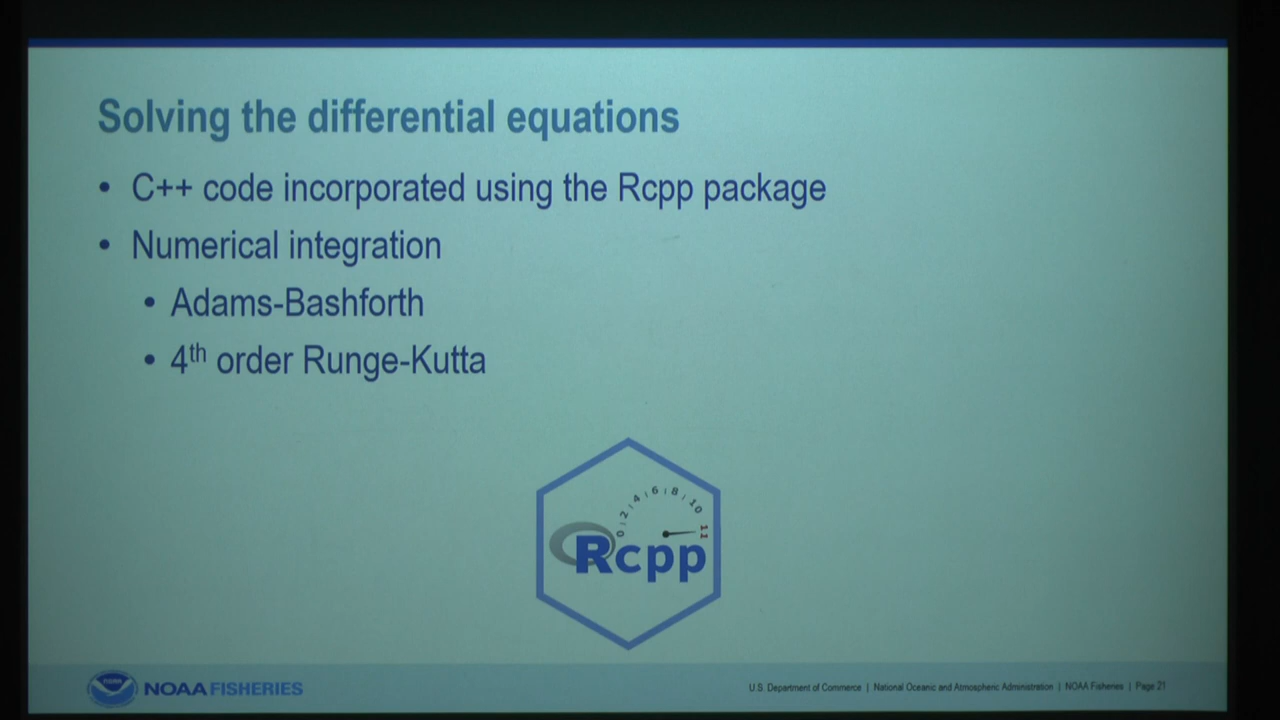 Solving the differential equations
• C++ code incorporated using the Rcpp package
• Numerical integration
• Adams-Bashforth
• 4th order Runge-Kutta
0 2 4 6 8 10 11
Rcpp
NOAA FISHERIES
U.S. Department of Commerce | National Oceanic and Atmospheric Administration | NOAA Fisheries | Page 21